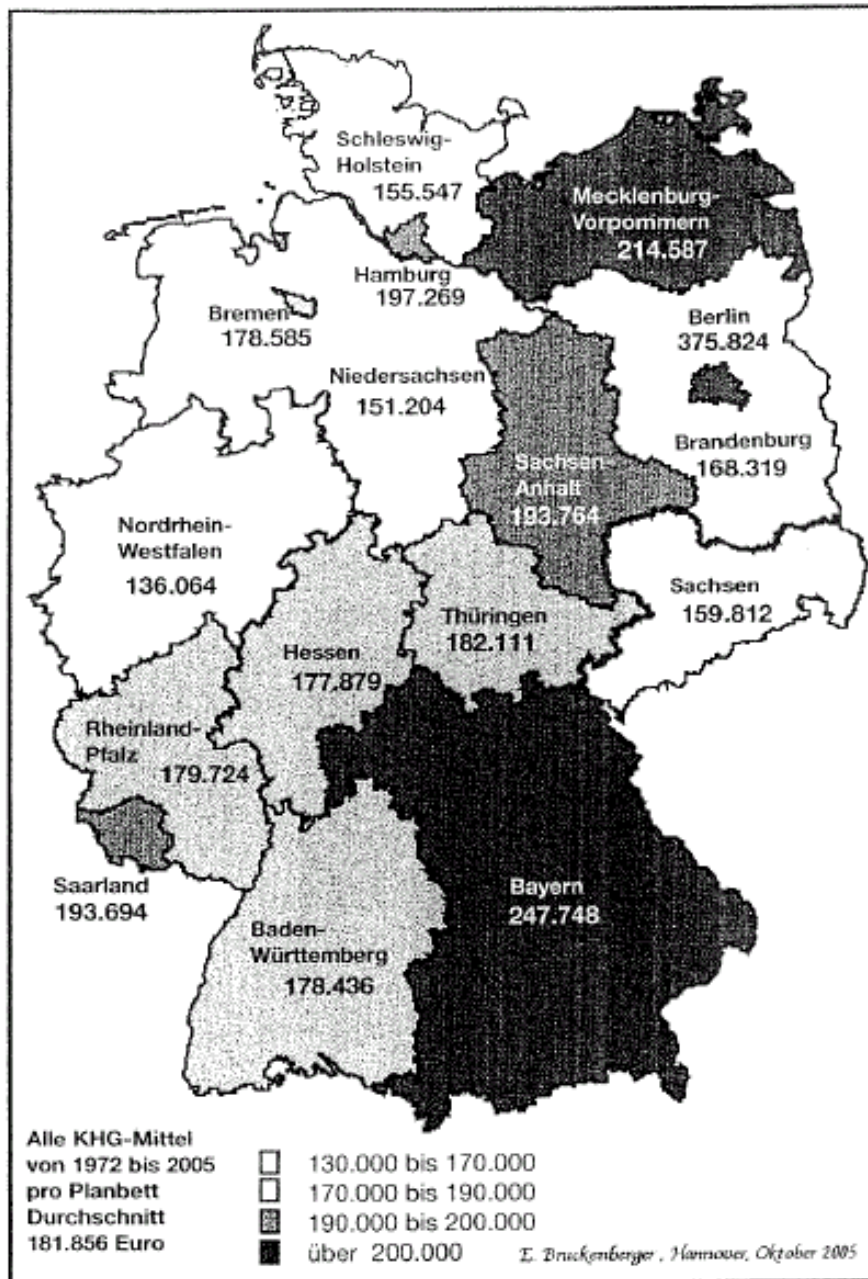 Schleswig-
Holstein
155.547
Mecklenburg-
Vorpommern
214.587
Hamburg
197.269
Bremen
178.585
Berlin
375.824
Niedersachsen
151.204
Brandenburg
168.319
Sachsen-
Anhalt
193.764
Nordrhein-
Westfalen
136.064
Sachsen
159.812
Thüringen
182.111
Hessen
177.879
Rheinland-
Pfalz
179.724
Saarland
193.694
Bayern
247.748
Baden-
Württemberg
178.436
Alle KHG-Mittel
von 1972 bis 2005
pro Planbett
Durchschnitt
181.856 Euro
130.000 bis 170.000
170.000 bis 190.000
190.000 bis 200.000
über 200.000
E. Bruckenberger, Hannover, Oktober 2005